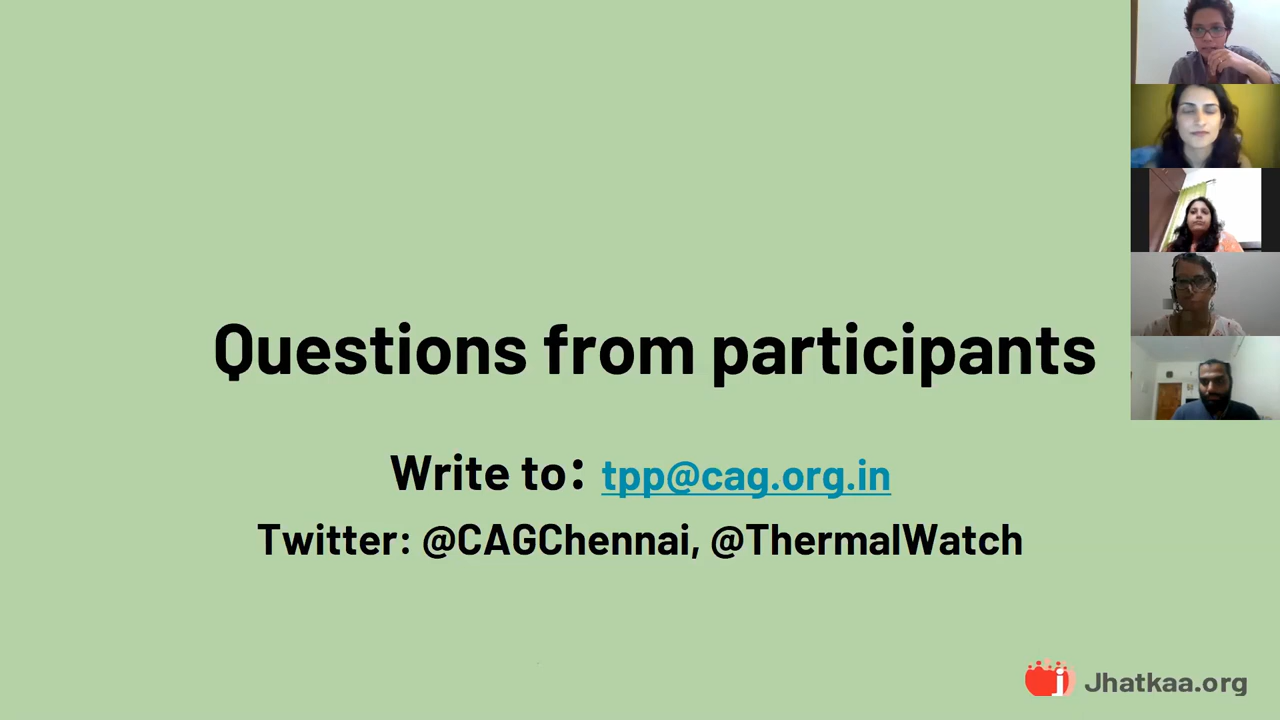 Questions from participants
Write to: tpp@cag.org.in
Twitter: @CAGChennai, @ThermalWatch
Jhatkaa.org